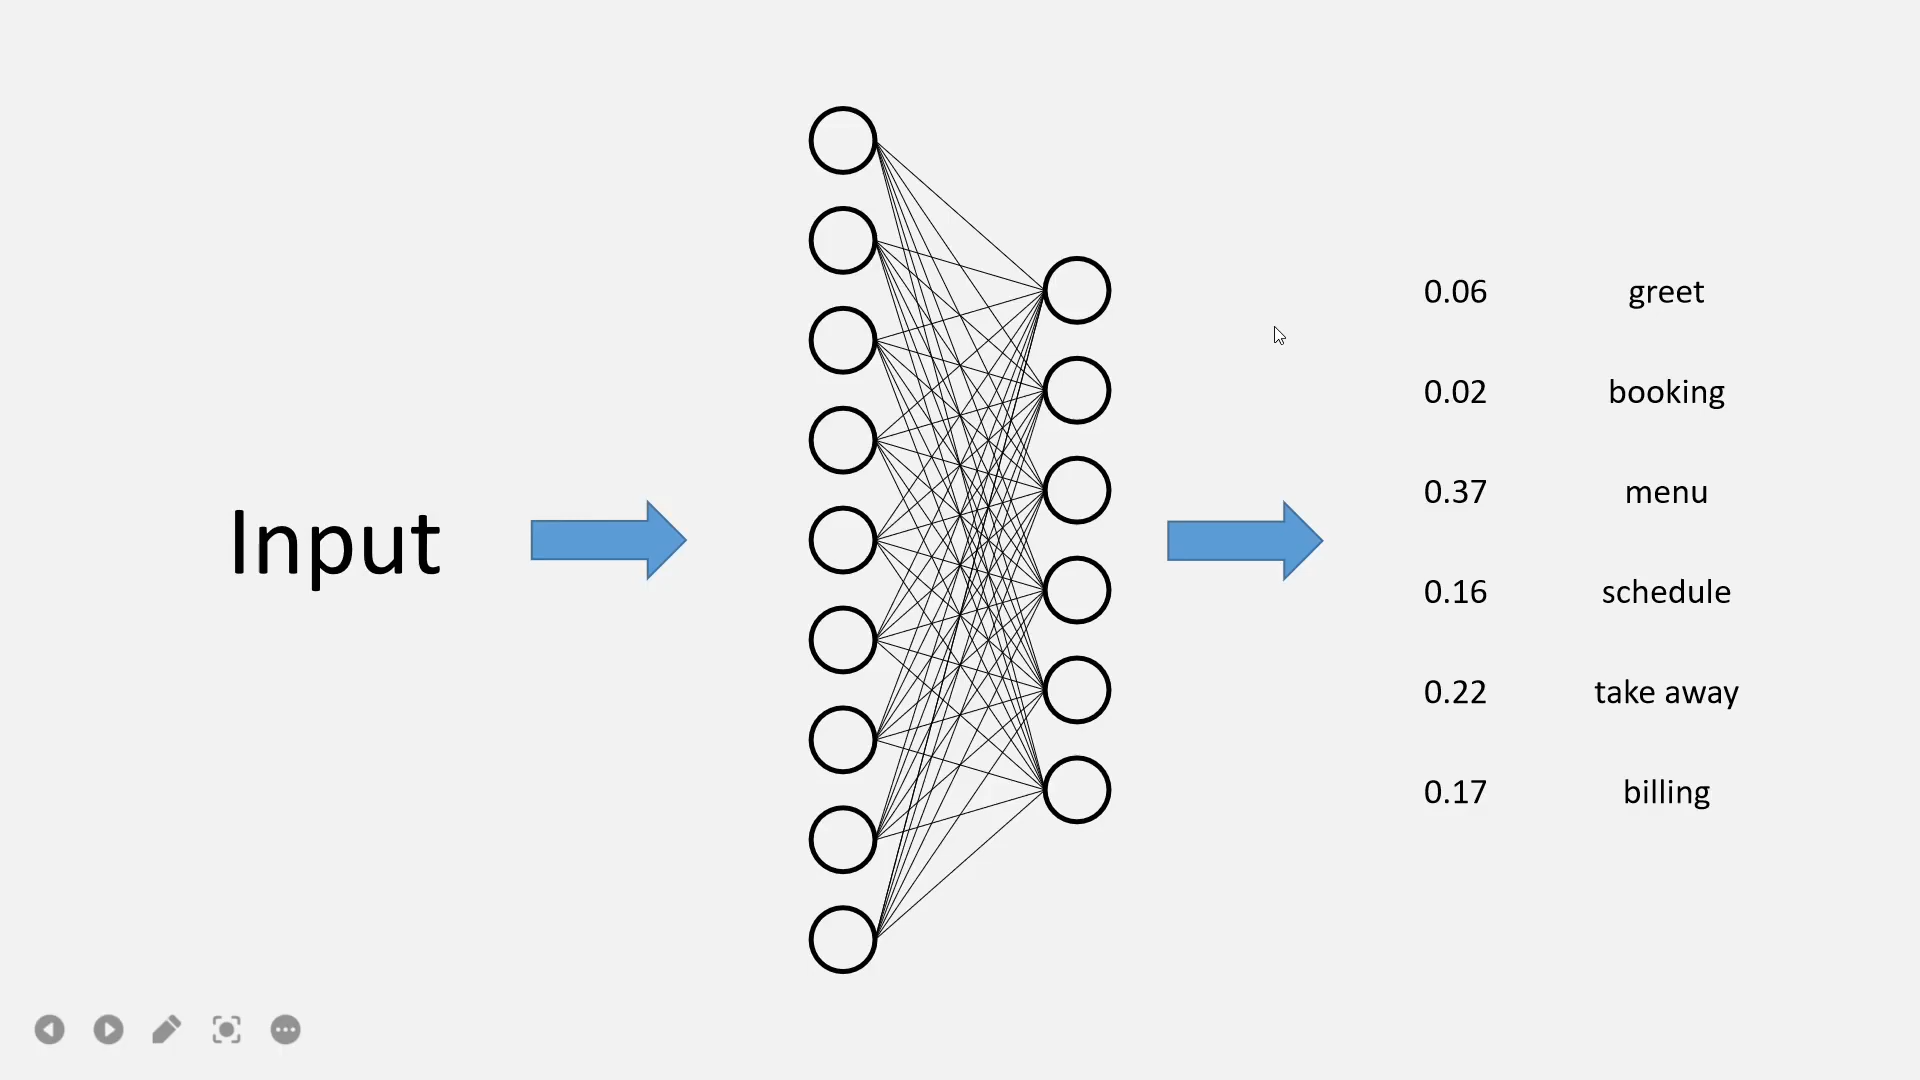 Input
0.06 greet
0.02 booking
0.37 menu
0.16 schedule
0.22 take away
0.17 billing